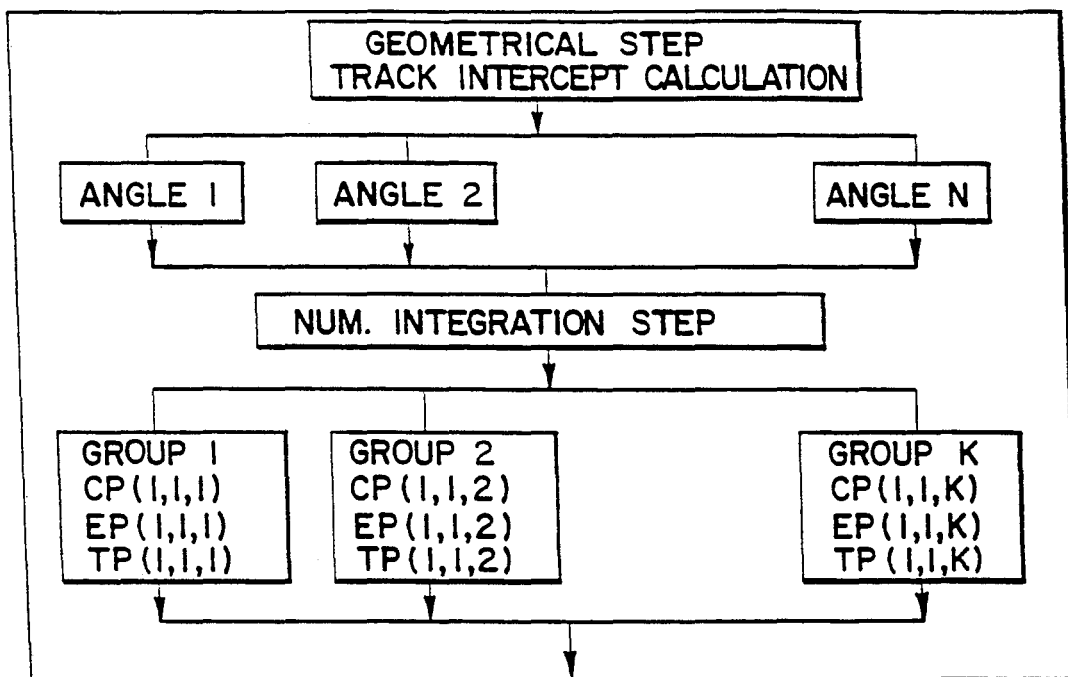 GEOMETRICAL STEP
TRACK INTERCEPT CALCULATION
ANGLE 1
ANGLE 2
ANGLE N
NUM. INTEGRATION STEP
GROUP 1
CP(1,1,1)
EP(1,1,1)
TP(1,1,1)
GROUP 2
CP(1,1,2)
EP(1,1,2)
TP(1,1,2)
GROUP K
CP(1,1,K)
EP(1,1,K)
TP(1,1,K)